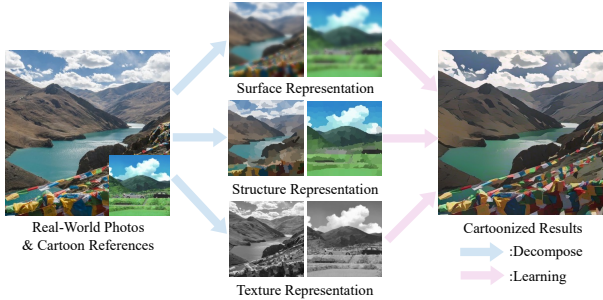 Surface Representation
Structure Representation
Real-World Photos
& Cartoon References
Cartoonized Results
:Decompose
:Learning
Texture Representation